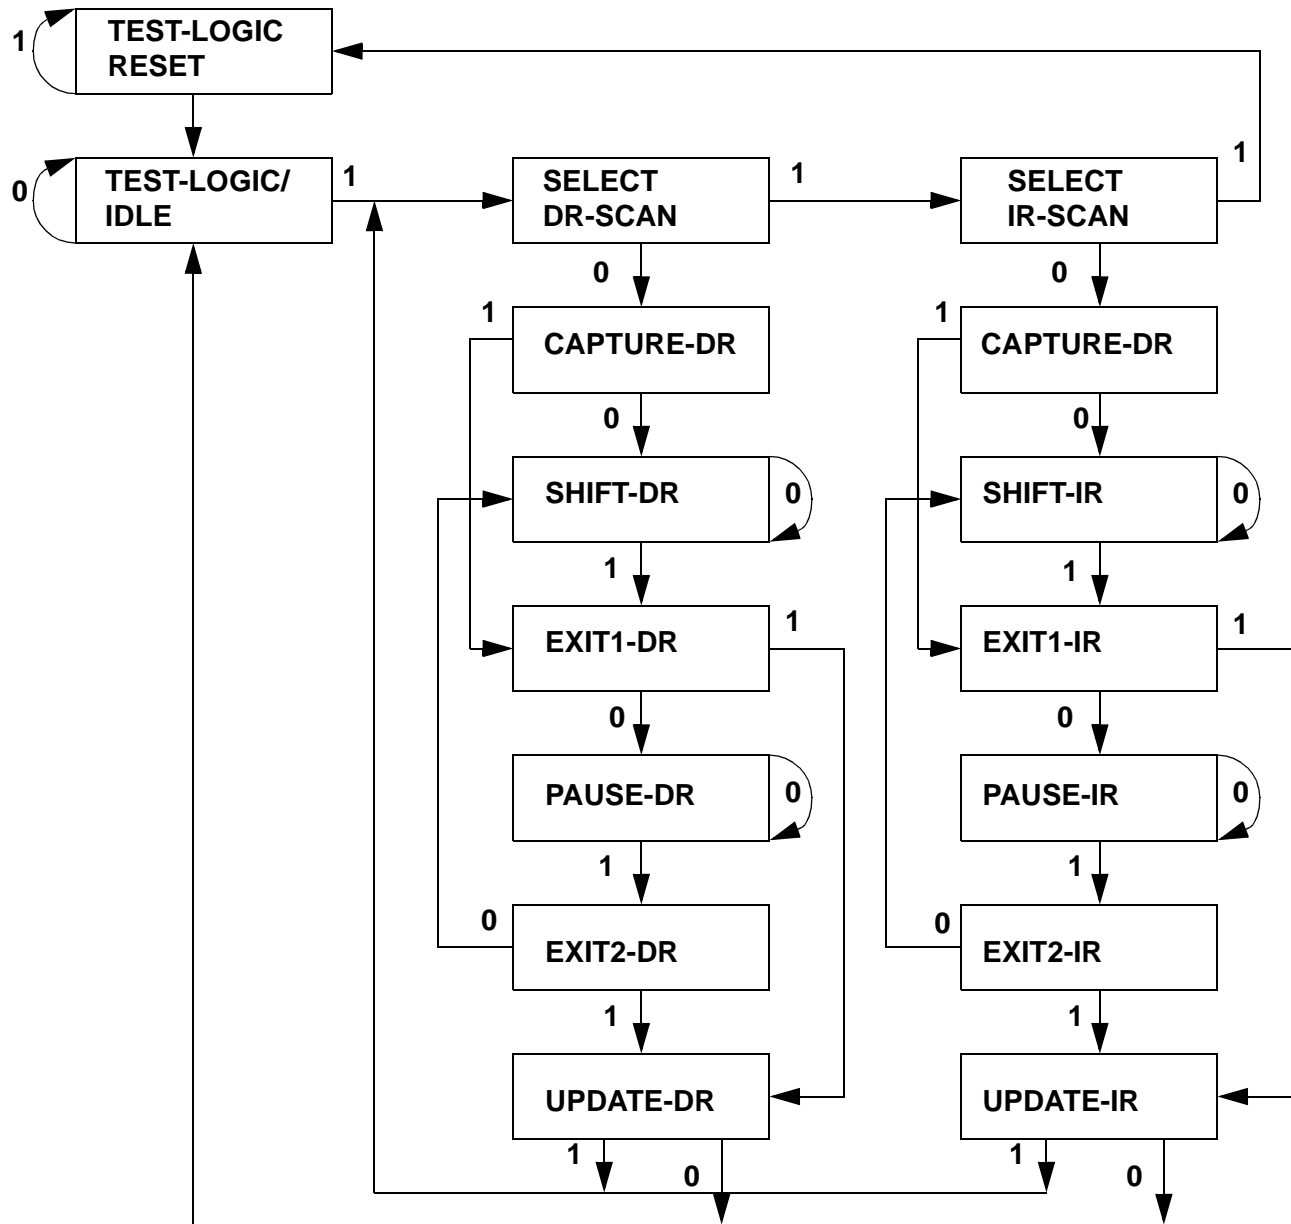 1
TEST-LOGIC
RESET
0
TEST-LOGIC/
IDLE
1
SELECT
DR-SCAN
1
SELECT
IR-SCAN
1
0
0
1
CAPTURE-DR
1
CAPTURE-DR
0
0
SHIFT-DR
0
SHIFT-IR
0
1
1
EXIT1-DR
1
EXIT1-IR
1
0
0
PAUSE-DR
0
PAUSE-IR
0
1
1
0
EXIT2-DR
0
EXIT2-IR
1
1
UPDATE-DR
UPDATE-IR
1
0
1
0